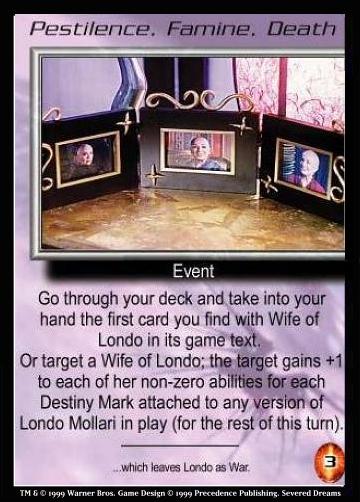 Pestilence, Famine, Death
Event
Go through your deck and take into your
hand the first card you find with Wife of
Londo in its game text.
Or target a Wife of Londo; the target gains +1
to each of her non-zero abilities for each
Destiny Mark attached to any version of
Londo Mollari in play (for the rest of this turn).
...which leaves Londo as War.
3
TM & © 1999 Warner Bros. Game Design © 1999 Precedence Publishing. Severed Dreams